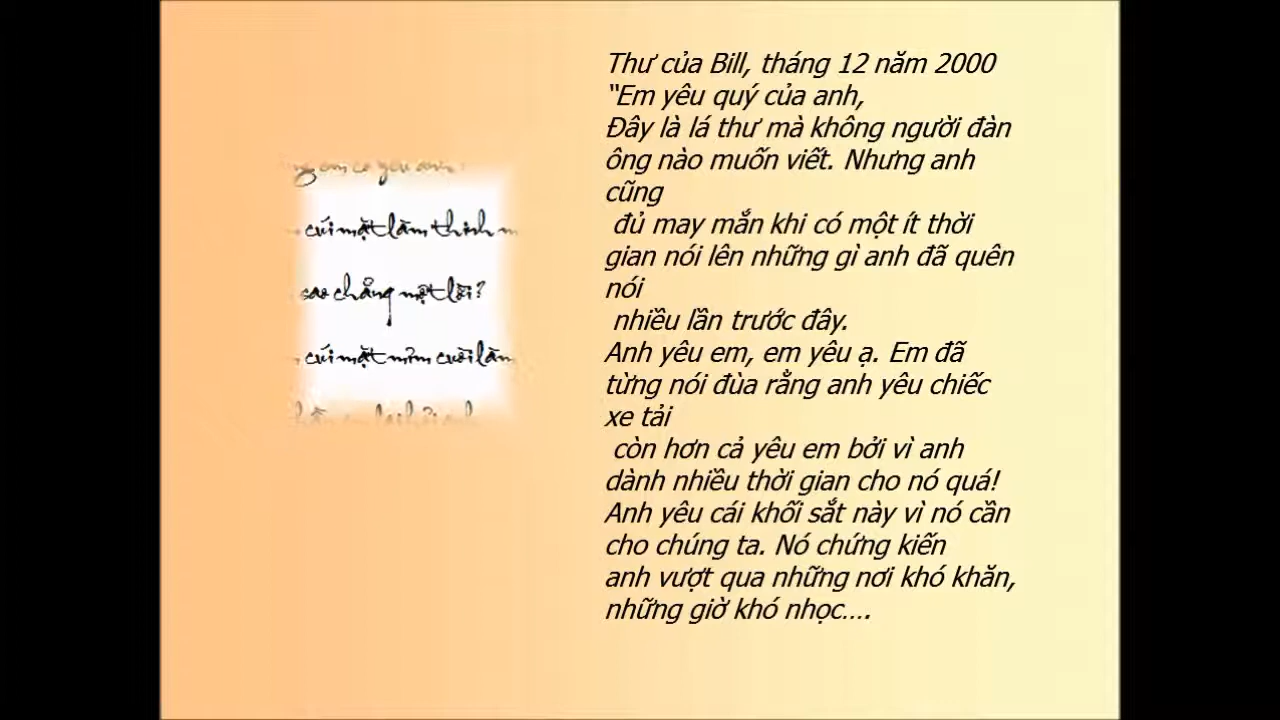 Thư của Bill, tháng 12 năm 2000
“Em yêu quý của anh,
Đây là lá thư mà không người đàn
ông nào muốn viết. Nhưng anh
cũng
đủ may mắn khi có một ít thời
gian nói lên những gì anh đã quên
nói
nhiều lần trước đây.
Anh yêu em, em yêu ạ. Em đã
từng nói đùa rằng anh yêu chiếc
xe tải
còn hơn cả yêu em bởi vì anh
dành nhiều thời gian cho nó quá!
Anh yêu cái khối sắt này vì nó cần
cho chúng ta. Nó chứng kiến
anh vượt qua những nơi khó khăn,
những giờ khó nhọc....
em có yêu anh
cúi mặt làm thinh
sao chẳng một lời?
cúi mặt mỉm cười làm